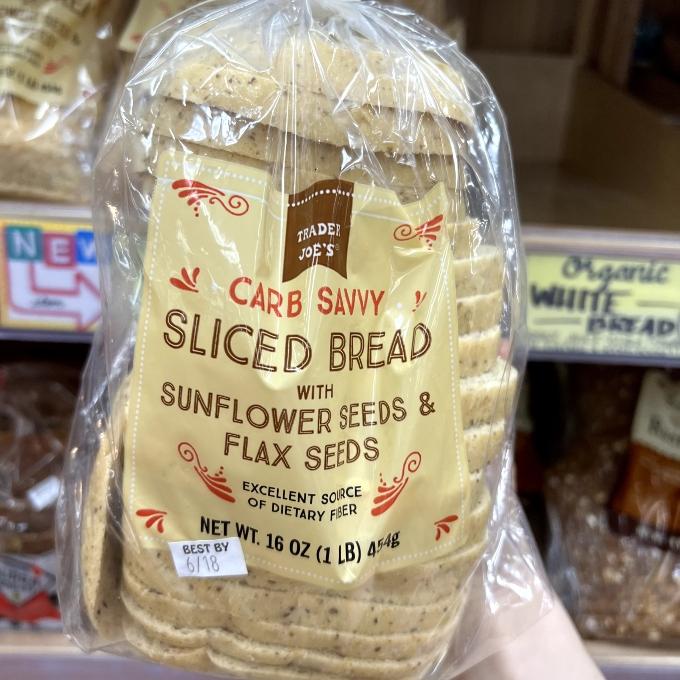 TRADER
JOE'S
CARB SAVVY
SLICED BREAD
WITH
SUNFLOWER SEEDS &
FLAX SEEDS
EXCELLENT SOURCE
OF DIETARY FIBER
NET WT. 16 OZ (1 LB) 454g
BEST BY
6/18
NEW
Organic
WHITE
BREAD